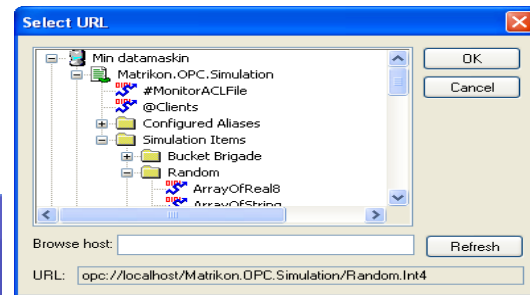 Select URL
Min datamaskin
Matrikon.OPC.Simulation
#MonitorACLFile
@Clients
Configured Aliases
Simulation Items
Bucket Brigade
Random
ArrayOfReal8
ArrayOfString
OK
Cancel
Browse host:
Refresh
URL: opc://localhost/Matrikon.OPC.Simulation/Random.Int4